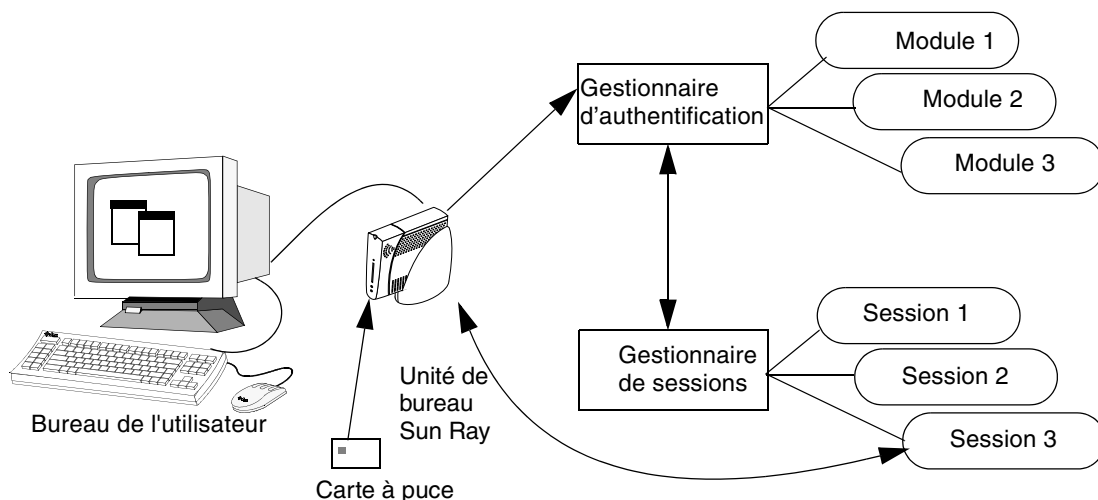 Module 1
Gestionnaire
d'authentification
Module 2
Module 3
Session 1
Gestionnaire
de sessions
Session 2
Session 3
Unité de
bureau
Sun Ray
Bureau de l'utilisateur
Carte à puce